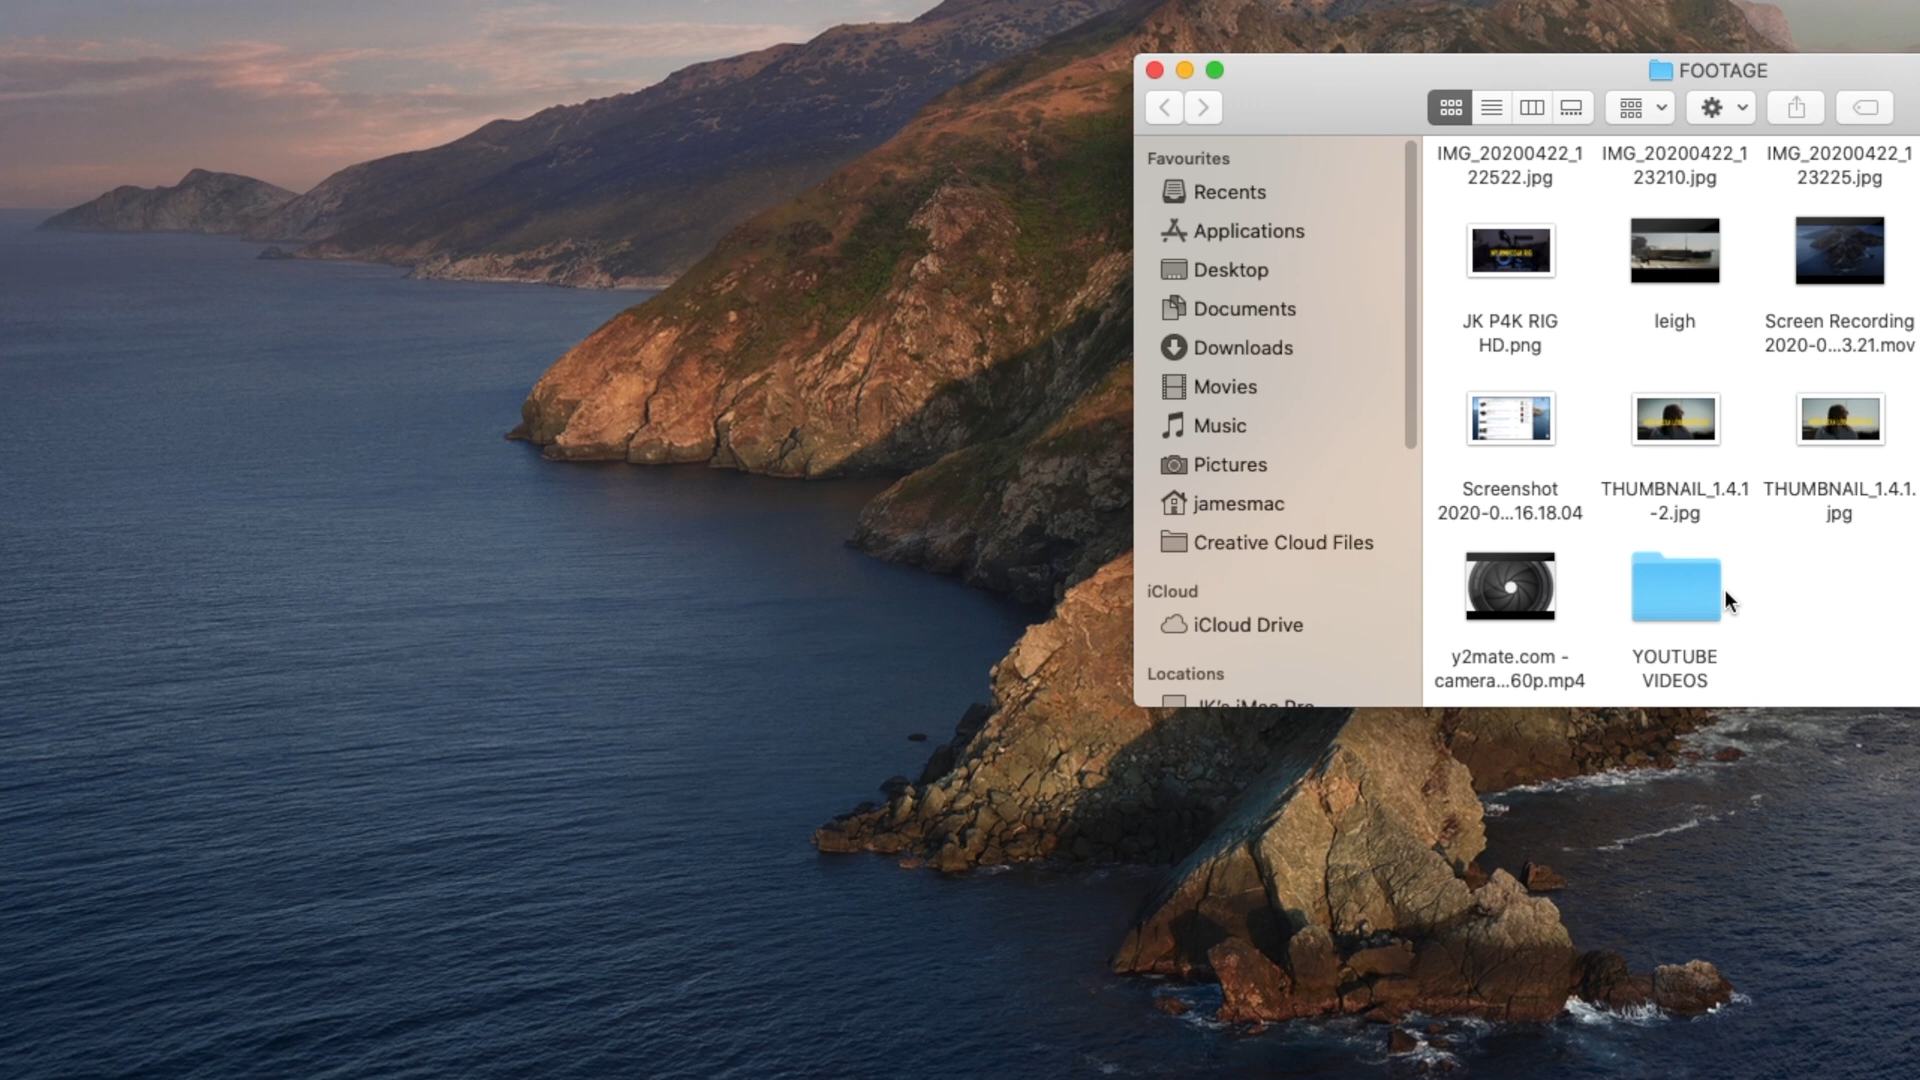 FOOTAGE
Favourites
Recents
Applications
Desktop
Documents
Downloads
Movies
Music
Pictures
jamesmac
Creative Cloud Files
iCloud
iCloud Drive
Locations
JK's iMac Pro
IMG_20200422_1
22522.jpg
IMG_20200422_1
23210.jpg
IMG_20200422_1
23225.jpg
JK P4K RIG
HD.png
leigh
Screen Recording
2020-0...3.21.mov
Screenshot
2020-0...16.18.04
THUMBNAIL_1.4.1
-2.jpg
THUMBNAIL_1.4.1.
jpg
y2mate.com -
camera...60p.mp4
YOUTUBE
VIDEOS